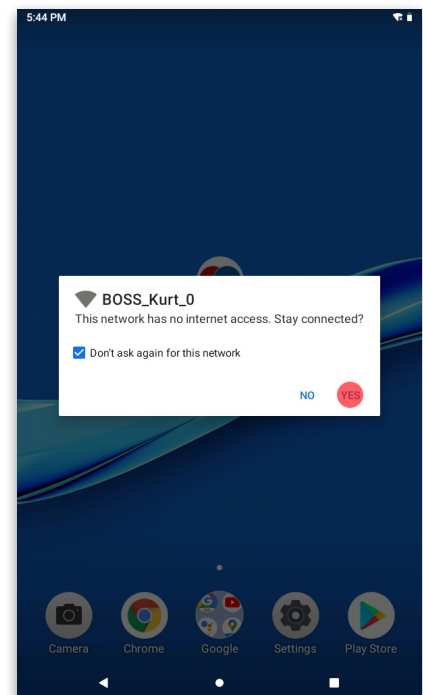 5:44 PM
BOSS_Kurt_0
This network has no internet access. Stay connected?
Don't ask again for this network
NO YES
Camera Chrome Google Settings Play Store